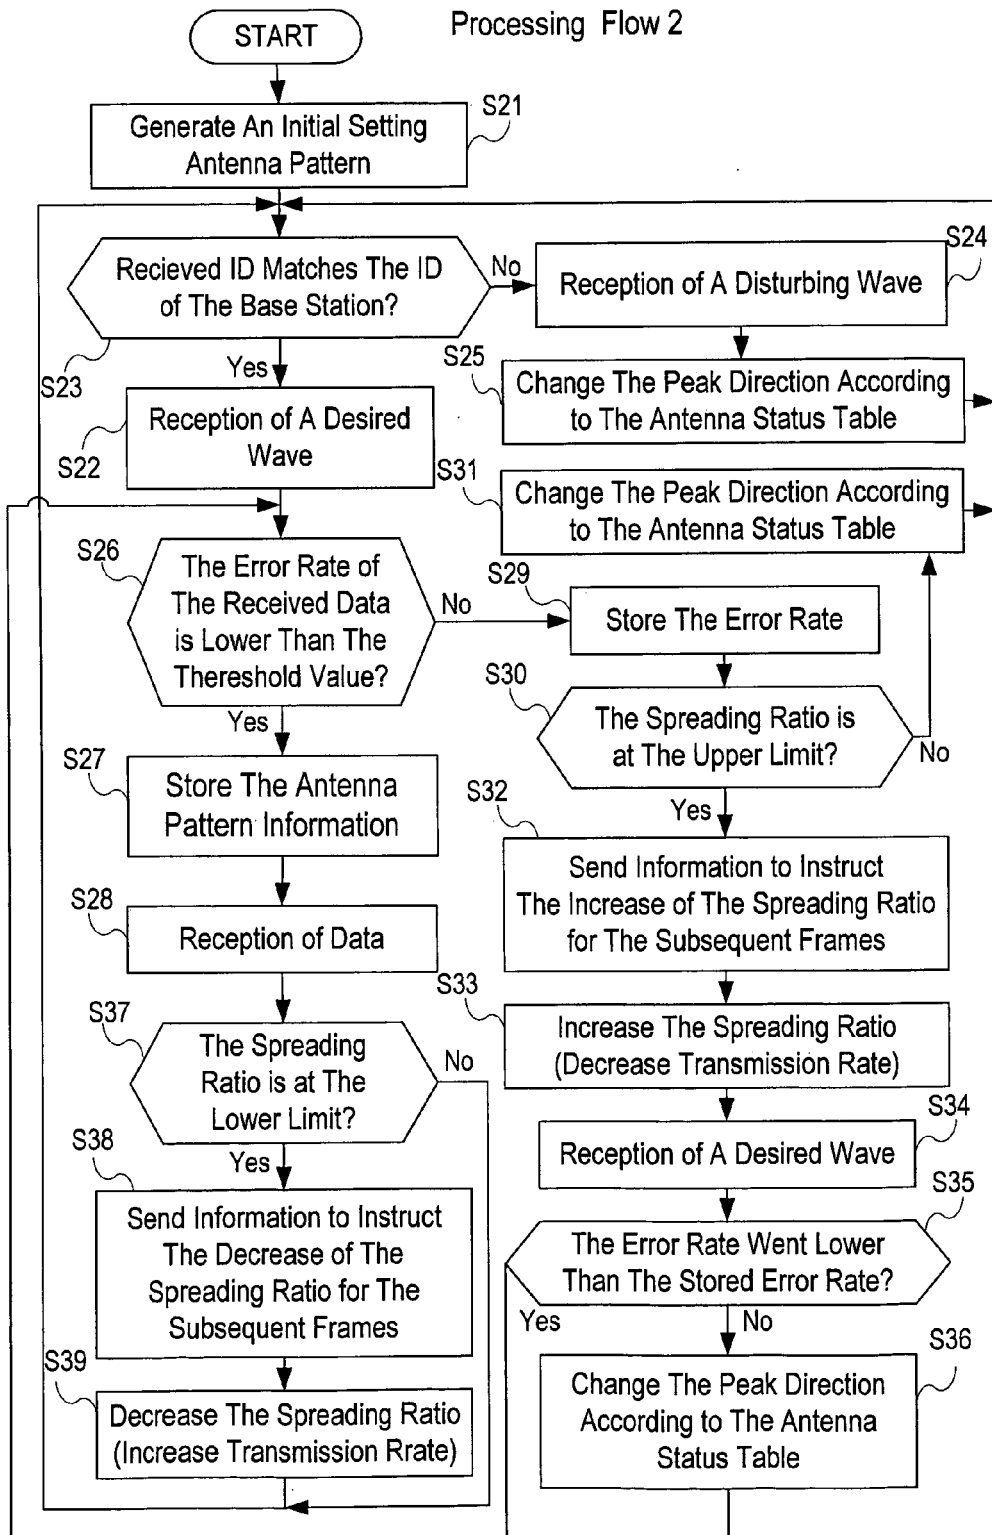 Processing Flow 2
START
S21
Generate An Initial Setting
Antenna Pattern
S23
Recieved ID Matches The ID
of The Base Station?
No
Yes
S24
Reception of A Disturbing Wave
S25
Change The Peak Direction According
to The Antenna Status Table
S22
Reception of A Desired
Wave
S31
Change The Peak Direction According
to The Antenna Status Table
S26
The Error Rate of
The Received Data
is Lower Than The
Thereshold Value?
No
Yes
S29
Store The Error Rate
S30
The Spreading Ratio is
at The Upper Limit?
No
Yes
S27
Store The Antenna
Pattern Information
S32
Send Information to Instruct
The Increase of The Spreading Ratio
for The Subsequent Frames
S28
Reception of Data
S33
Increase The Spreading Ratio
(Decrease Transmission Rate)
S37
The Spreading
Ratio is at The
Lower Limit?
No
Yes
S34
Reception of A Desired Wave
S38
Send Information to Instruct
The Decrease of The
Spreading Ratio for The
Subsequent Frames
S35
The Error Rate Went Lower
Than The Stored Error Rate?
Yes
No
S39
Decrease The Spreading Ratio
(Increase Transmission Rrate)
S36
Change The Peak Direction
According to The Antenna
Status Table